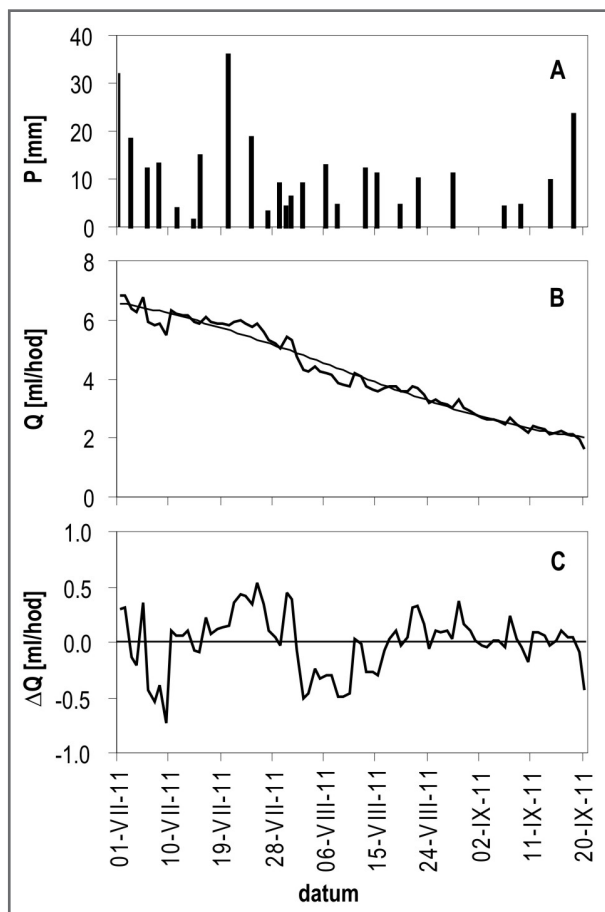 A
P [mm]
40
30
20
10
0
B
Q [ml/hod]
8
6
4
2
0
C
ΔQ [ml/hod]
1.0
0.5
0.0
-0.5
-1.0
01-VII-11
10-VII-11
19-VII-11
28-VII-11
06-VIII-11
15-VIII-11
24-VIII-11
02-IX-11
11-IX-11
20-IX-11
datum